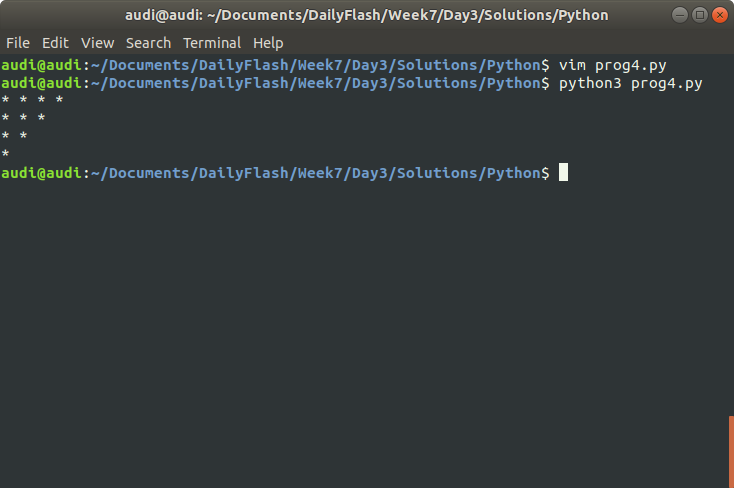 audi@audi: ~/Documents/DailyFlash/Week7/Day3/Solutions/Python
File Edit View Search Terminal Help
audi@audi:~/Documents/DailyFlash/Week7/Day3/Solutions/Python$ vim prog4.py
audi@audi:~/Documents/DailyFlash/Week7/Day3/Solutions/Python$ python3 prog4.py
* * * *
* * *
* *
*
audi@audi:~/Documents/DailyFlash/Week7/Day3/Solutions/Python$